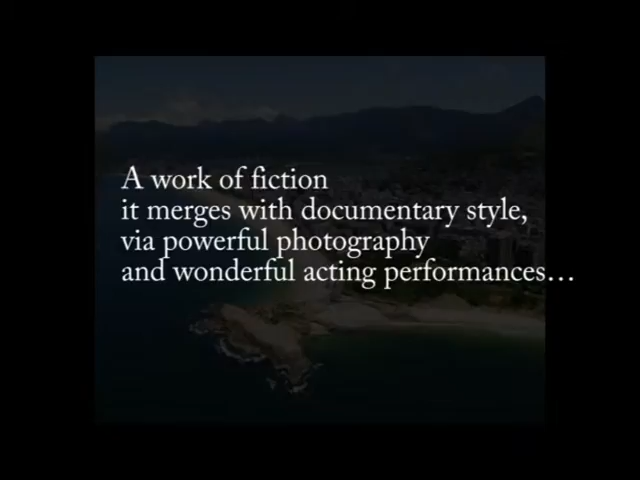 A work of fiction
it merges with documentary style,
via powerful photography
and wonderful acting performances…